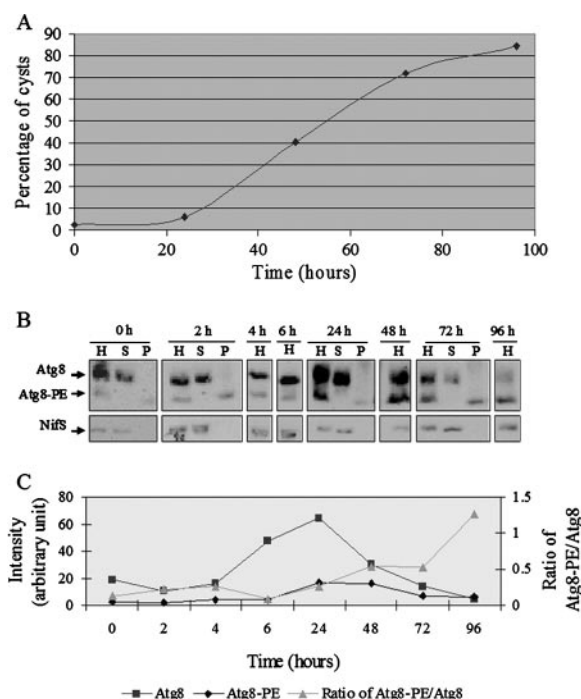 A
Percentage of cysts
90
80
70
60
50
40
30
20
10
0
0 20 40 60 80 100
Time (hours)
B
0 h 2 h 4 h 6 h 24 h 48 h 72 h 96 h
H S P H S P H H H S P H H S P H
Atg8
Atg8-PE
NifS
C
Intensity
(arbitrary unit)
80
60
40
20
0
1.5
1
0.5
0
Ratio of
Atg8-PE/Atg8
0 2 4 6 24 48 72 96
Time (hours)
Atg8 Atg8-PE Ratio of Atg8-PE/Atg8